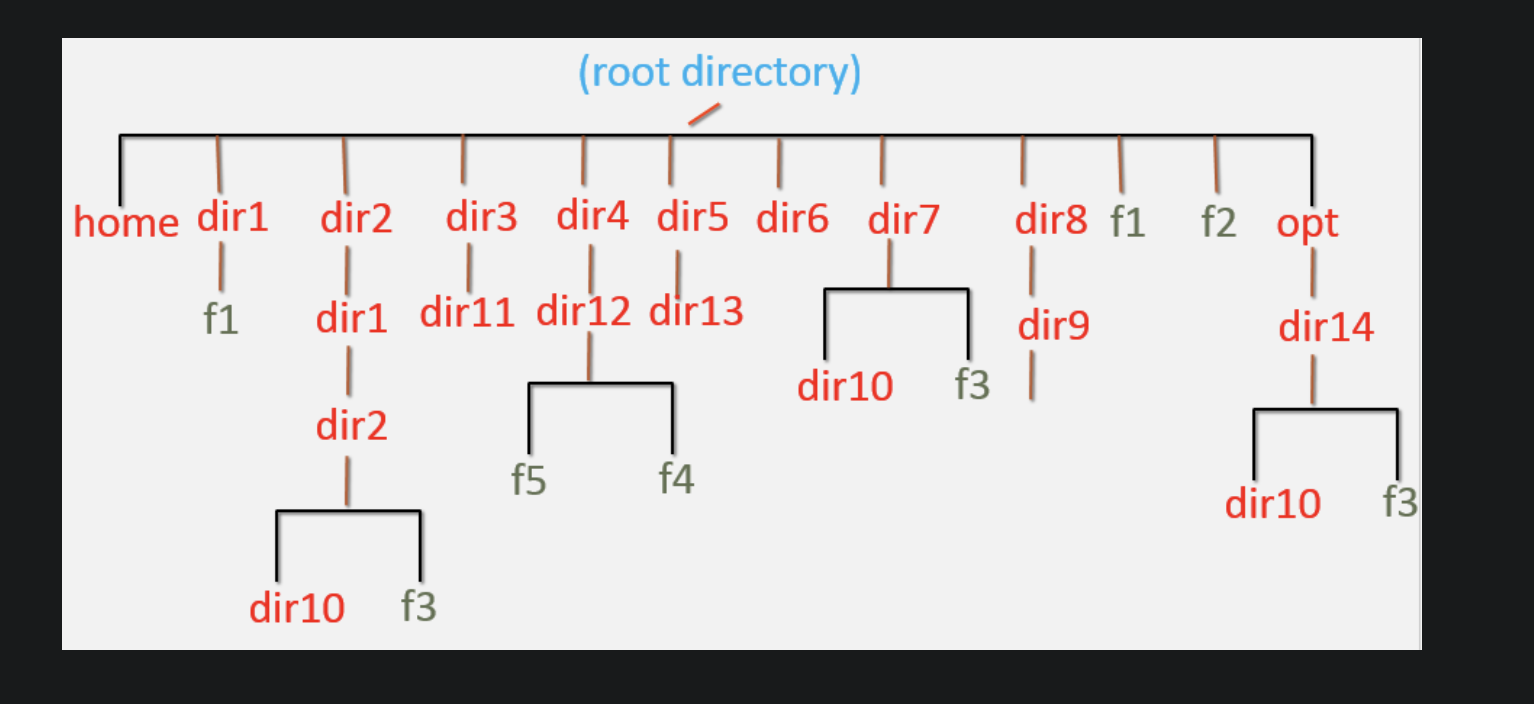 (root directory)
home dir1 dir2 dir3 dir4 dir5 dir6 dir7 dir8 f1 f2 opt
f1 dir1 dir11 dir12 dir13 dir9 dir14
dir10 f3
dir2
f5 f4
dir10 f3
dir10 f3